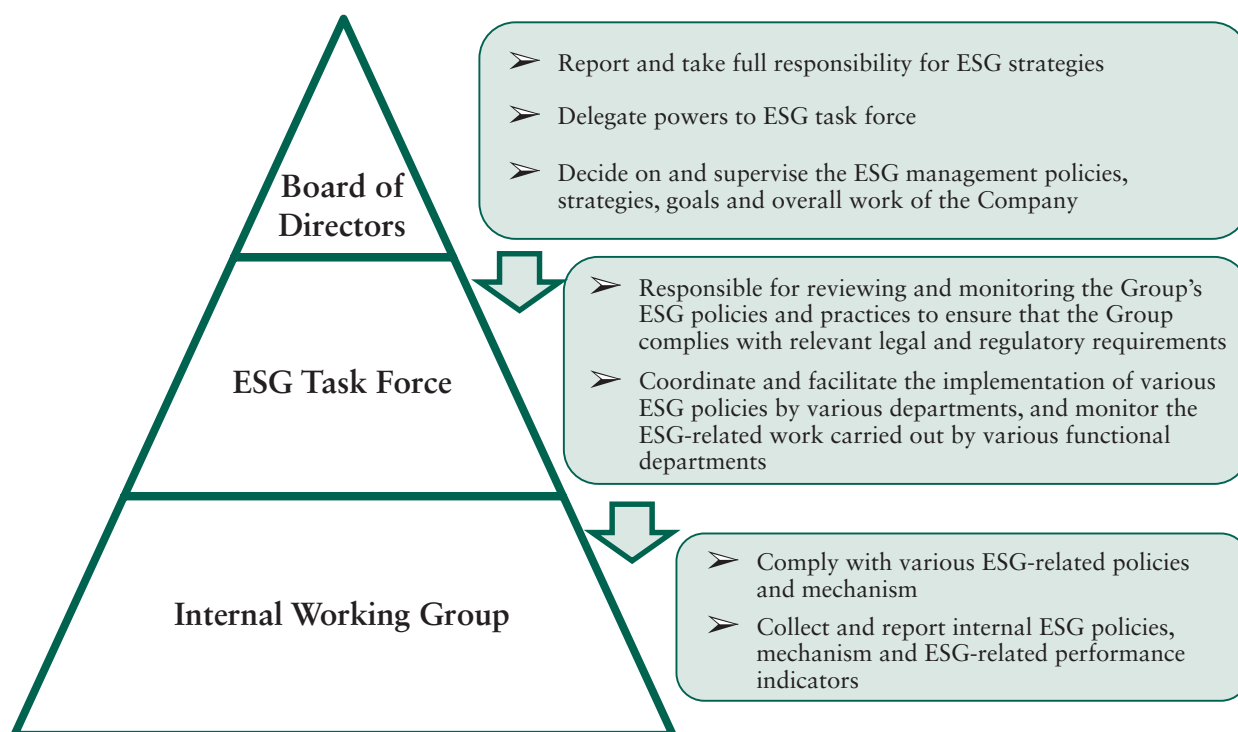 ➢ Report and take full responsibility for ESG strategies
➢ Delegate powers to ESG task force
➢ Decide on and supervise the ESG management policies,
strategies, goals and overall work of the Company
Board of
Directors
➢ Responsible for reviewing and monitoring the Group’s
ESG policies and practices to ensure that the Group
complies with relevant legal and regulatory requirements
➢ Coordinate and facilitate the implementation of various
ESG policies by various departments, and monitor the
ESG-related work carried out by various functional
departments
ESG Task Force
➢ Comply with various ESG-related policies
and mechanism
➢ Collect and report internal ESG policies,
mechanism and ESG-related performance
indicators
Internal Working Group